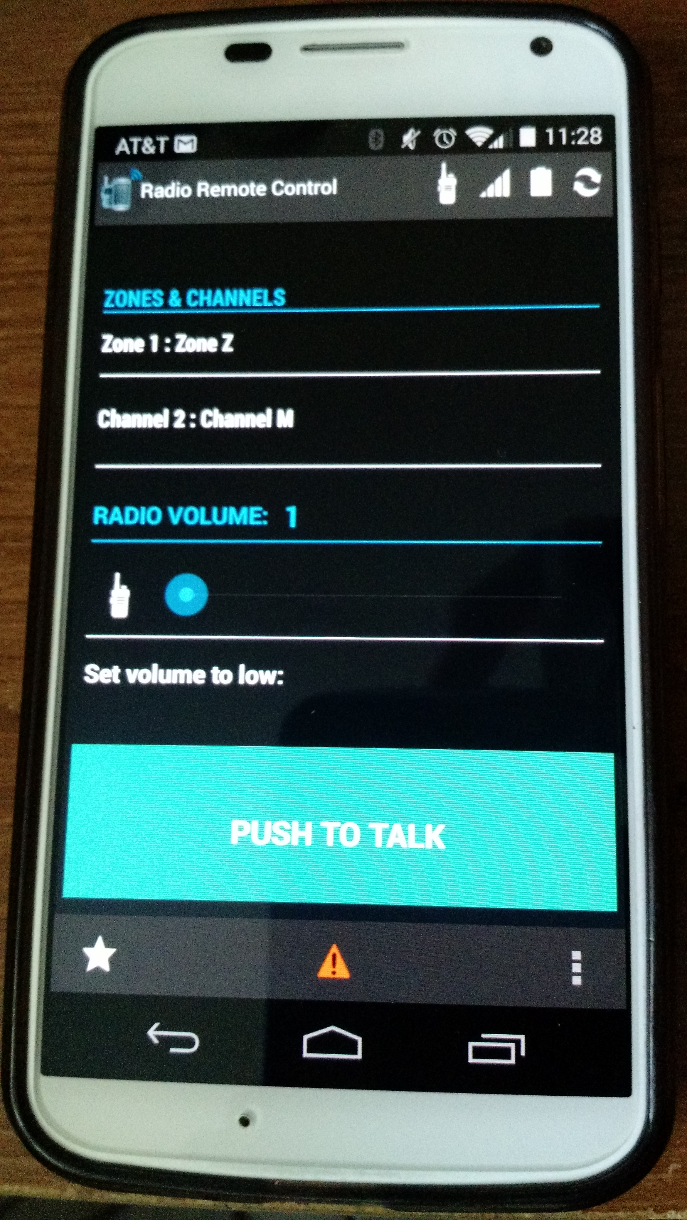 AT&T 11:28
Radio Remote Control
ZONES & CHANNELS
Zone 1 : Zone Z
Channel 2 : Channel M
RADIO VOLUME: 1
Set volume to low:
PUSH TO TALK